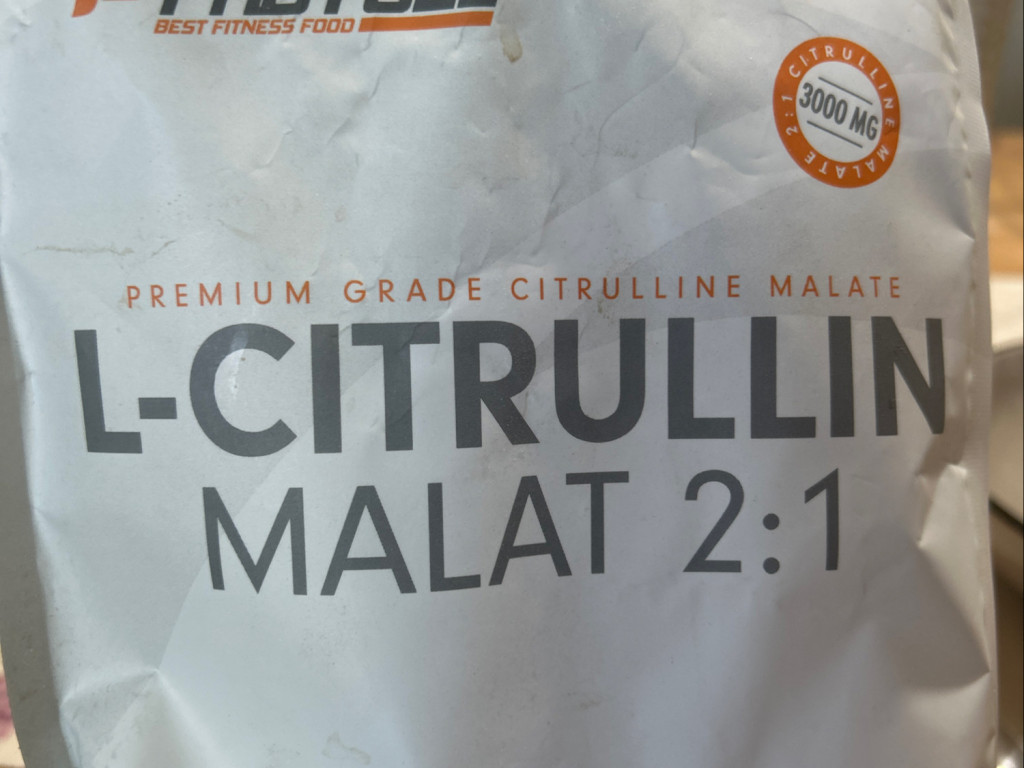 BEST FITNESS FOOD
CITRULLINE MALATE 2:1
3000 MG
PREMIUM GRADE CITRULLINE MALATE
L-CITRULLIN
MALAT 2:1